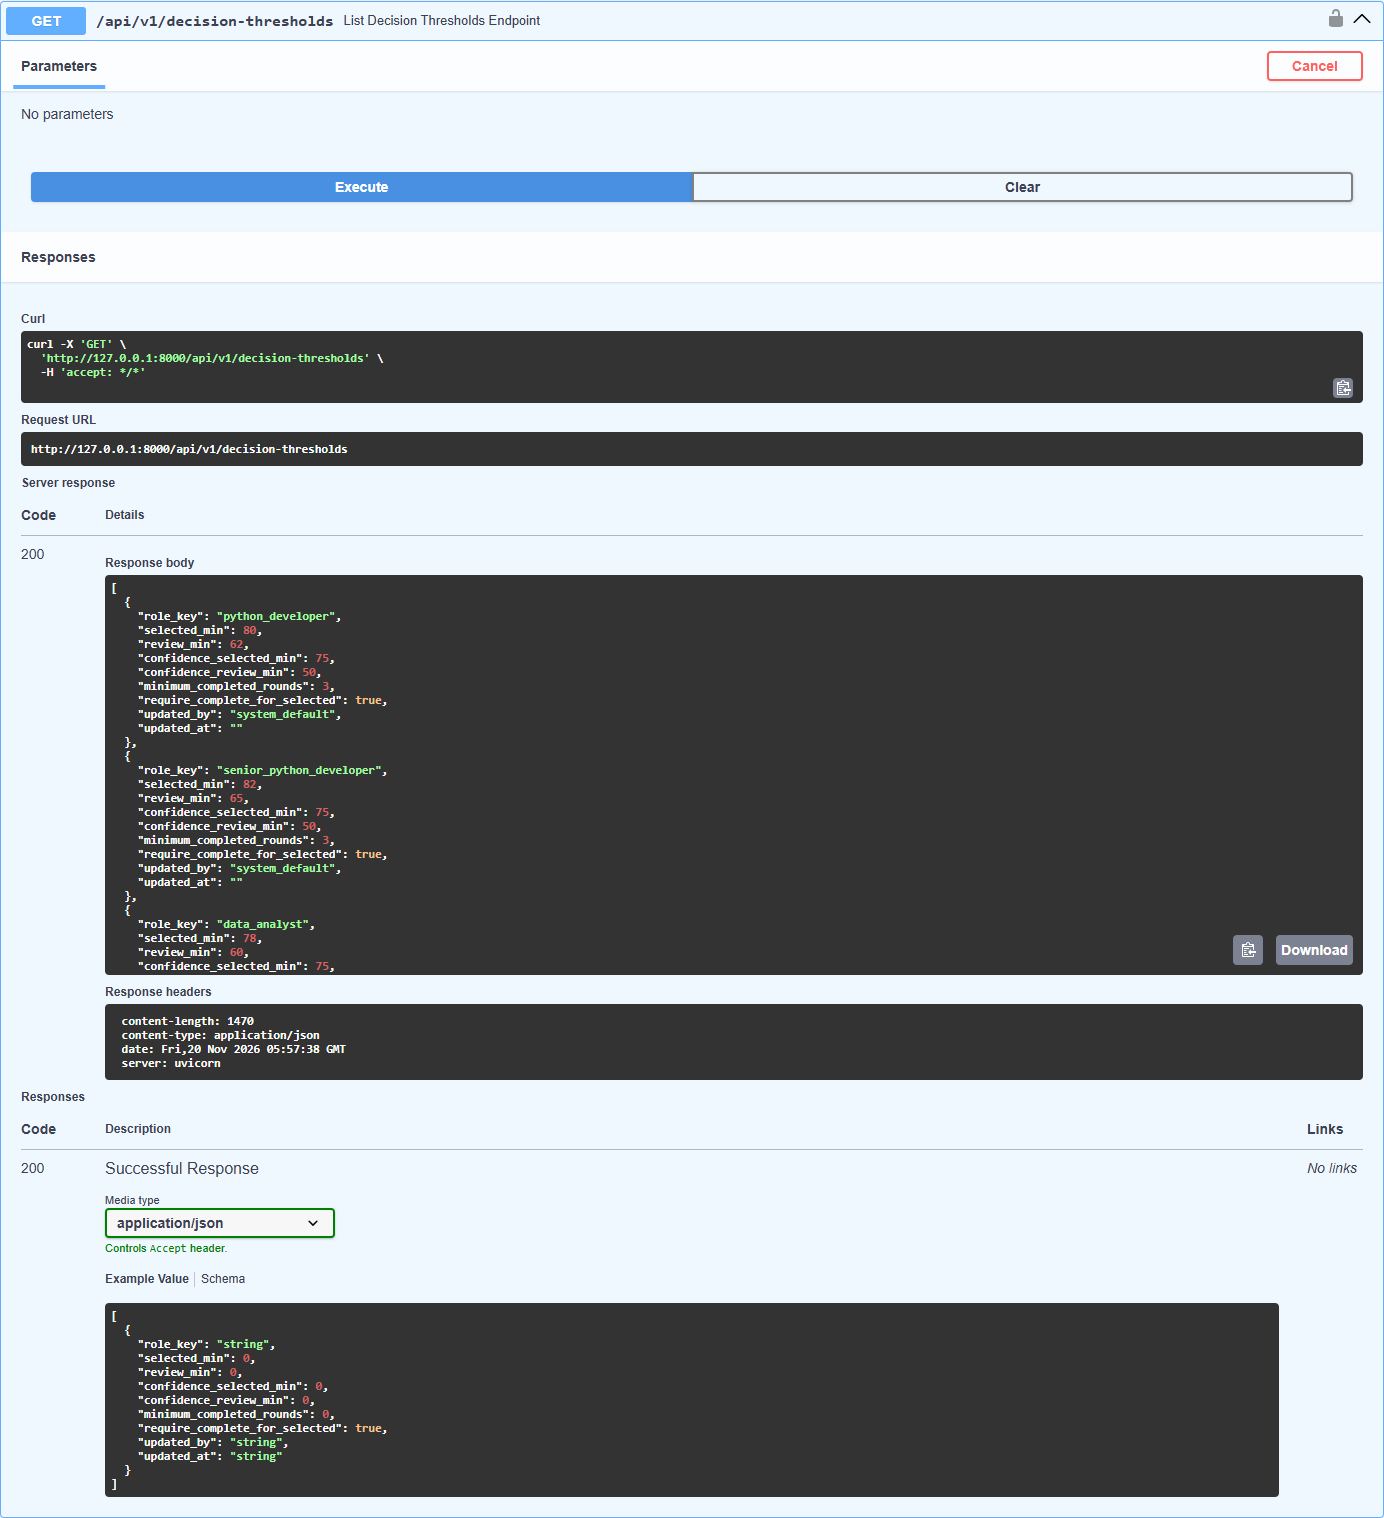 GET /api/v1/decision-thresholds List Decision Thresholds Endpoint
Parameters
Cancel
No parameters
Execute
Clear
Responses
Curl
curl -X 'GET' \
  'http://127.0.0.1:8000/api/v1/decision-thresholds' \
  -H 'accept: */*'
Request URL
http://127.0.0.1:8000/api/v1/decision-thresholds
Server response
Code Details
200
Response body
[
  {
    "role_key": "python_developer",
    "selected_min": 80,
    "review_min": 62,
    "confidence_selected_min": 75,
    "confidence_review_min": 50,
    "minimum_completed_rounds": 3,
    "require_complete_for_selected": true,
    "updated_by": "system_default",
    "updated_at": ""
  },
  {
    "role_key": "senior_python_developer",
    "selected_min": 82,
    "review_min": 65,
    "confidence_selected_min": 75,
    "confidence_review_min": 50,
    "minimum_completed_rounds": 3,
    "require_complete_for_selected": true,
    "updated_by": "system_default",
    "updated_at": ""
  },
  {
    "role_key": "data_analyst",
    "selected_min": 78,
    "review_min": 60,
    "confidence_selected_min": 75,
Download
Response headers
content-length: 1470
content-type: application/json
date: Fri,20 Nov 2026 05:57:38 GMT
server: uvicorn
Responses
Code Description Links
200 Successful Response No links
Media type
application/json
Controls Accept header.
Example Value Schema
[
  {
    "role_key": "string",
    "selected_min": 0,
    "review_min": 0,
    "confidence_selected_min": 0,
    "confidence_review_min": 0,
    "minimum_completed_rounds": 0,
    "require_complete_for_selected": true,
    "updated_by": "string",
    "updated_at": "string"
  }
]